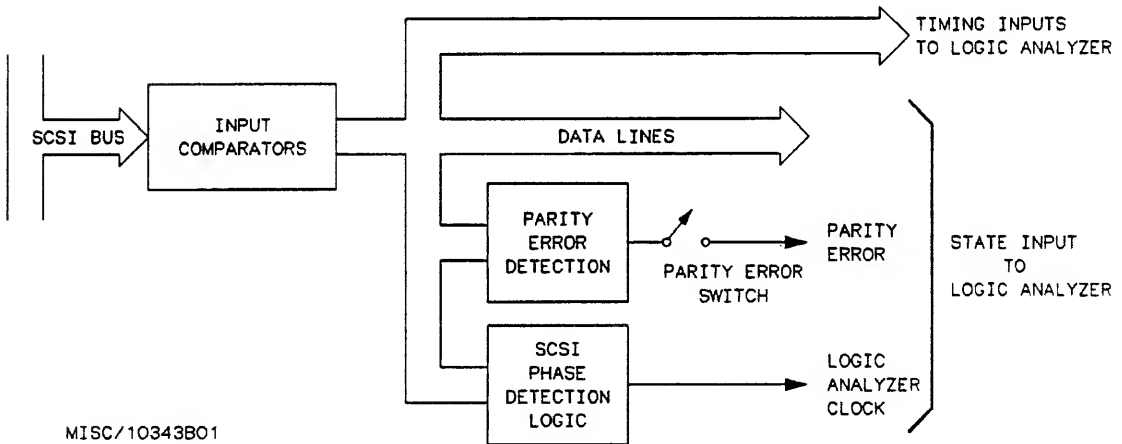 TIMING INPUTS
TO LOGIC ANALYZER
SCSI BUS
INPUT
COMPARATORS
DATA LINES
PARITY
ERROR
DETECTION
PARITY ERROR
SWITCH
PARITY
ERROR
STATE INPUT
TO
LOGIC ANALYZER
SCSI
PHASE
DETECTION
LOGIC
LOGIC
ANALYZER
CLOCK
MISC/10343B01